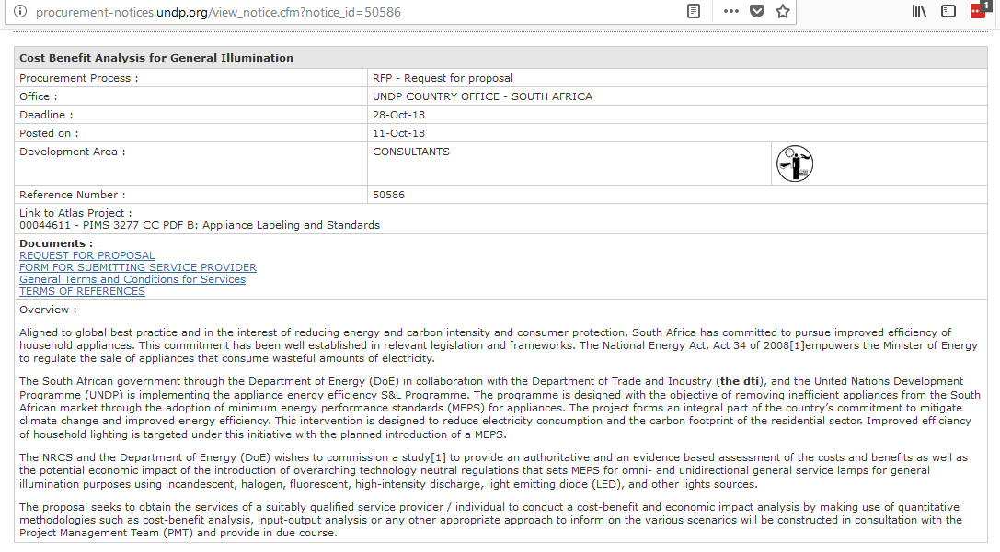 procurement-notices.undp.org/view_notice.cfm?notice_id=50586
1
Cost Benefit Analysis for General Illumination
Procurement Process : RFP - Request for proposal
Office : UNDP COUNTRY OFFICE - SOUTH AFRICA
Deadline : 28-Oct-18
Posted on : 11-Oct-18
Development Area : CONSULTANTS
Reference Number : 50586
Link to Atlas Project :
00044611 - PIMS 3277 CC PDF B: Appliance Labeling and Standards
Documents :
REQUEST FOR PROPOSAL
FORM FOR SUBMITTING SERVICE PROVIDER
General Terms and Conditions for Services
TERMS OF REFERENCES
Overview :
Aligned to global best practice and in the interest of reducing energy and carbon intensity and consumer protection, South Africa has committed to pursue improved efficiency of
household appliances. This commitment has been well established in relevant legislation and frameworks. The National Energy Act, Act 34 of 2008[1]empowers the Minister of Energy
to regulate the sale of appliances that consume wasteful amounts of electricity.
The South African government through the Department of Energy (DoE) in collaboration with the Department of Trade and Industry (the dti), and the United Nations Development
Programme (UNDP) is implementing the appliance energy efficiency S&L Programme. The programme is designed with the objective of removing inefficient appliances from the South
African market through the adoption of minimum energy performance standards (MEPS) for appliances. The project forms an integral part of the country's commitment to mitigate
climate change and improved energy efficiency. This intervention is designed to reduce electricity consumption and the carbon footprint of the residential sector. Improved efficiency
of household lighting is targeted under this initiative with the planned introduction of a MEPS.
The NRCS and the Department of Energy (DoE) wishes to commission a study[1] to provide an authoritative and an evidence based assessment of the costs and benefits as well as
the potential economic impact of the introduction of overarching technology neutral regulations that sets MEPS for omni- and unidirectional general service lamps for general
illumination purposes using incandescent, halogen, fluorescent, high-intensity discharge, light emitting diode (LED), and other lights sources.
The proposal seeks to obtain the services of a suitably qualified service provider / individual to conduct a cost-benefit and economic impact analysis by making use of quantitative
methodologies such as cost-benefit analysis, input-output analysis or any other appropriate approach to inform on the various scenarios will be constructed in consultation with the
Project Management Team (PMT) and provide in due course.